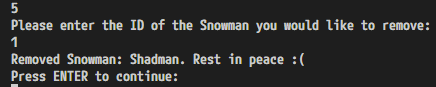 5
Please enter the ID of the Snowman you would like to remove:
1
Removed Snowman: Shadman. Rest in peace :(
Press ENTER to continue: